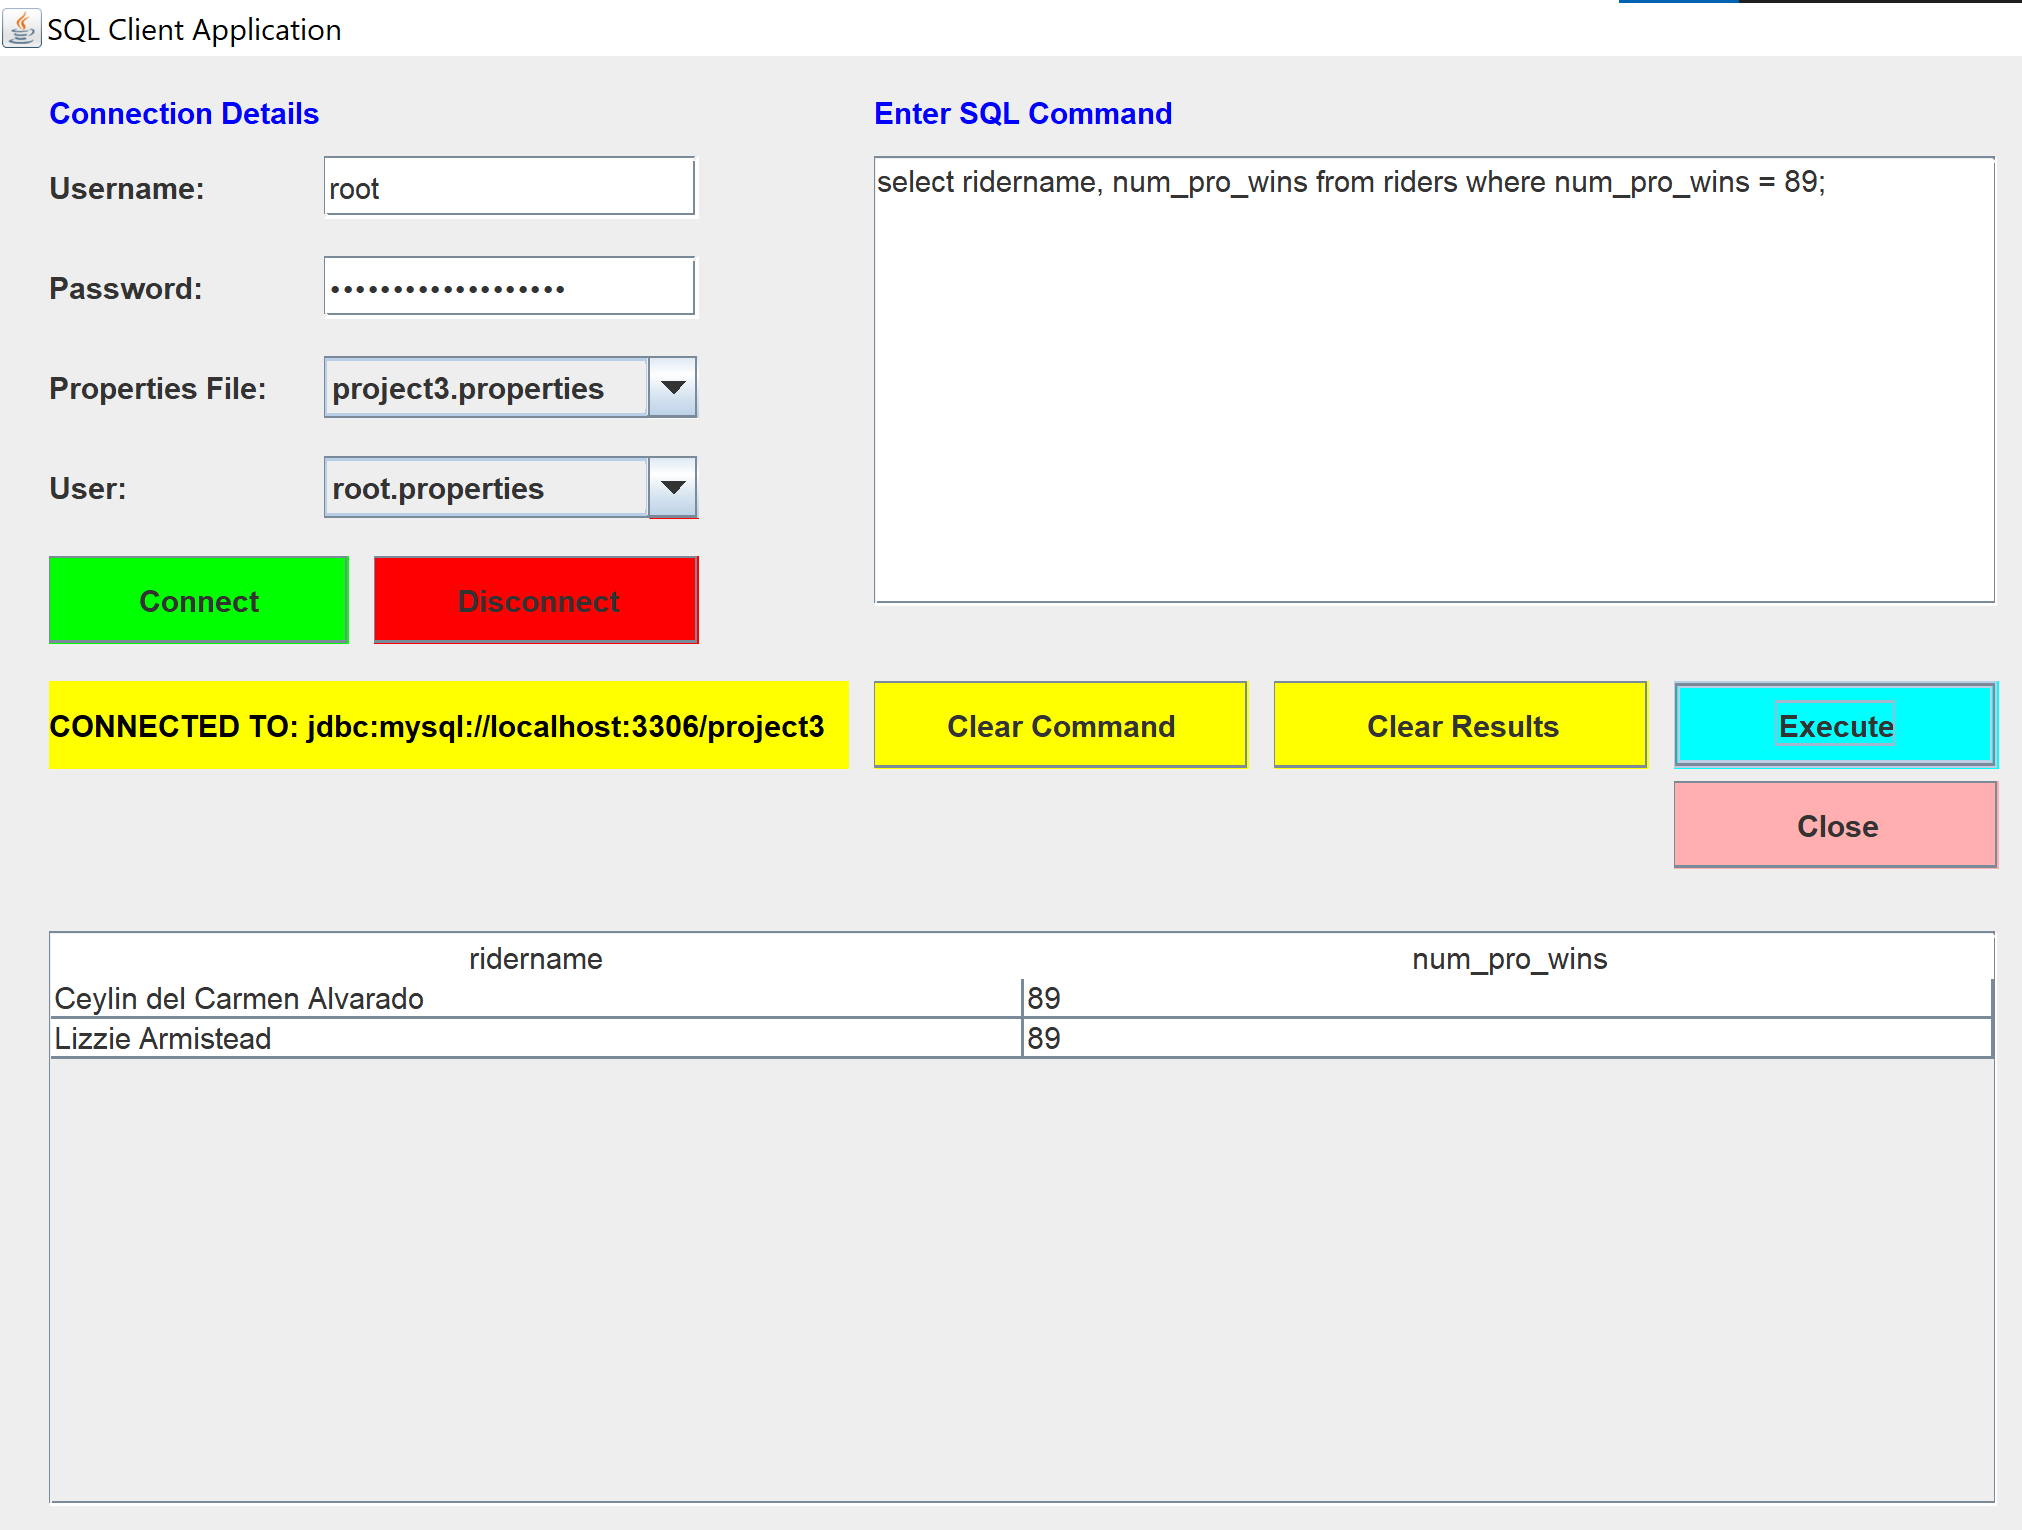 SQL Client Application
Connection Details
Enter SQL Command
Username:
root
select ridername, num_pro_wins from riders where num_pro_wins = 89;
Password:
•••••••••••••••••••
Properties File:
project3.properties
User:
root.properties
Connect
Disconnect
CONNECTED TO: jdbc:mysql://localhost:3306/project3
Clear Command
Clear Results
Execute
Close
ridername num_pro_wins
Ceylin del Carmen Alvarado 89
Lizzie Armistead 89